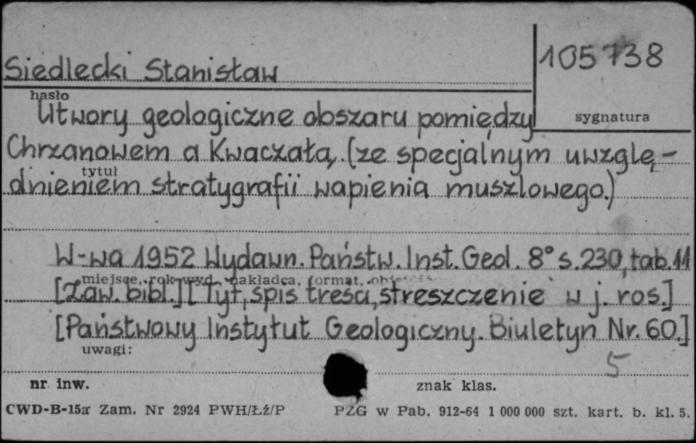 105738
Siedlecki Stanisław
hasło
sygnatura
Utwory geologiczne obszaru pomiędzy
Chrzanowem a Kwaczałą, (ze specjalnym uwzglę-
tytuł
dnieniem stratygrafii wapienia muszlowego.)
W-wa 1952 Wydawn. Państw. Inst. Geol. 8° s. 230, tab. 11
miejsce, rok wyd., nakładca, format,
[Zaw. bibl.] [Tyt., spis treści, streszczenie w j. ros.]
[Państwowy Instytut Geologiczny. Biuletyn Nr. 60.]
uwagi:
5
nr inw.
znak klas.
CWD-B-15a Zam. Nr 2924 PWH/Łź/P PZG w Pab. 912-64 1 000 000 szt. kart. b. kl. 5.